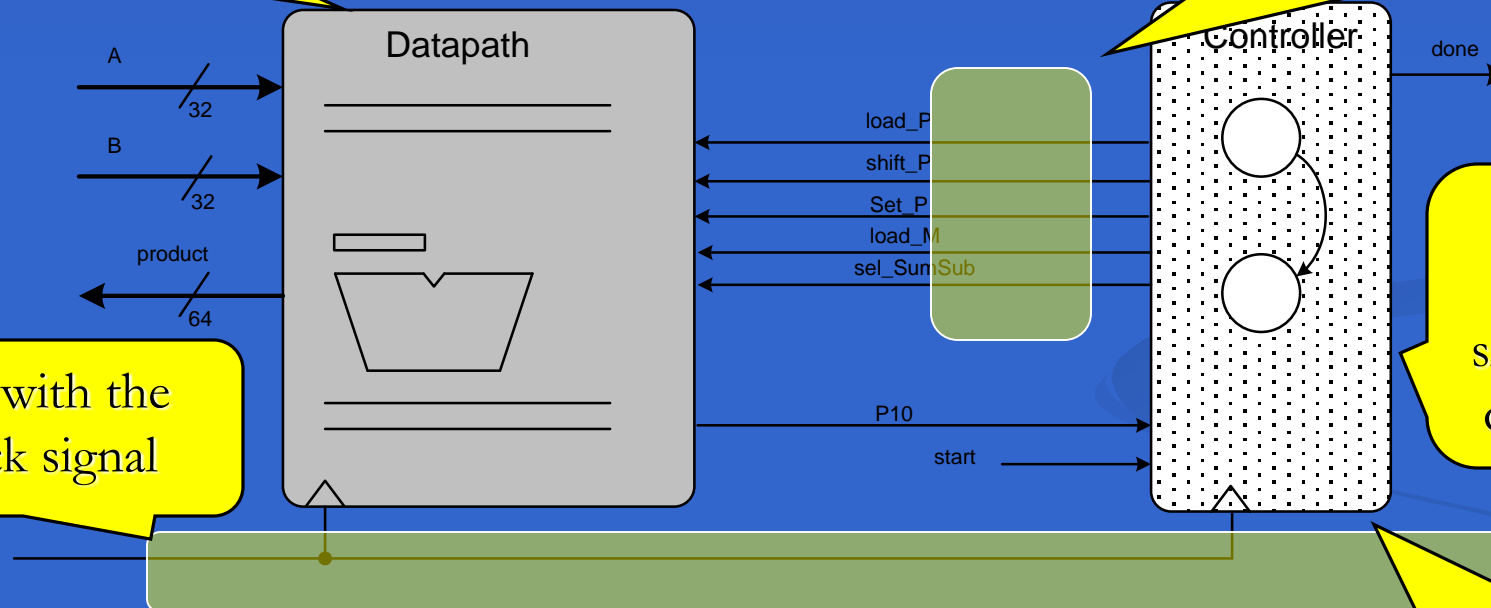 Datapath
Controller
A
32
B
32
product
64
load_P
shift_P
Set_P
load_M
sel_SumSub
P10
start
done
with the
signal